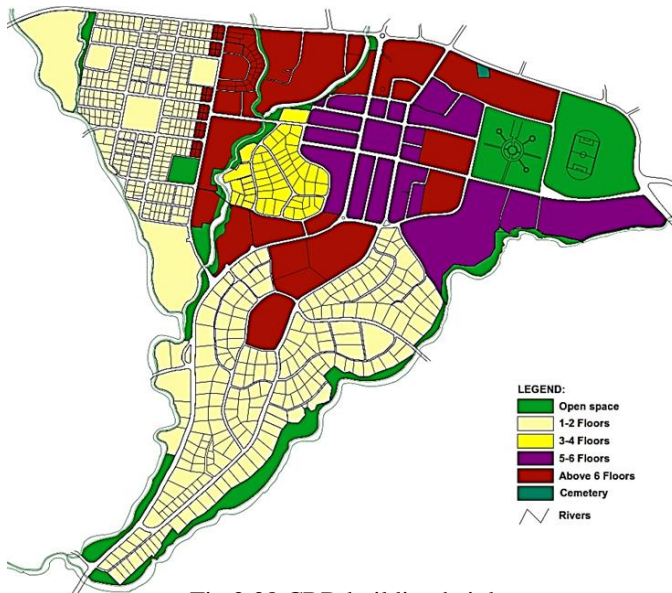 LEGEND:
Open space
1-2 Floors
3-4 Floors
5-6 Floors
Above 6 Floors
Cemetery
Rivers